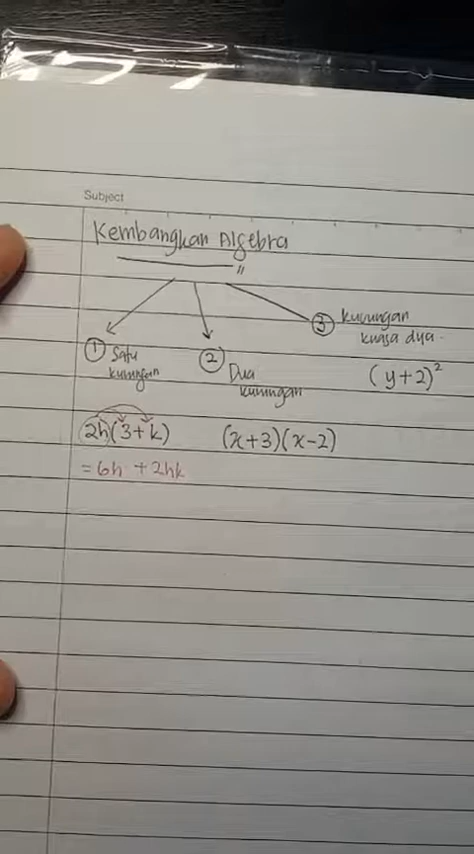 Subject
Kembangkan Algebra
① Satu
kurungan
② Dua
kurungan
③ kurungan
kuasa dua
2h(3+k)
= 6h + 2hk
(x+3)(x-2)
(y+2)²